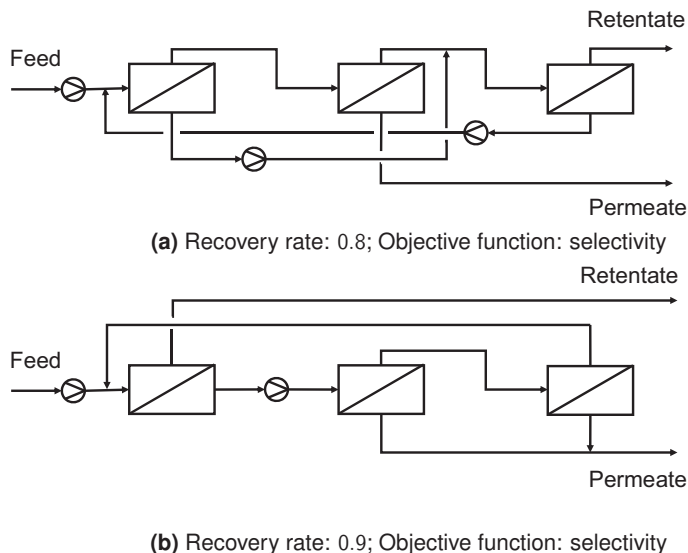 Retentate
Feed
Permeate
(a) Recovery rate: 0.8; Objective function: selectivity
Retentate
Feed
Permeate
(b) Recovery rate: 0.9; Objective function: selectivity